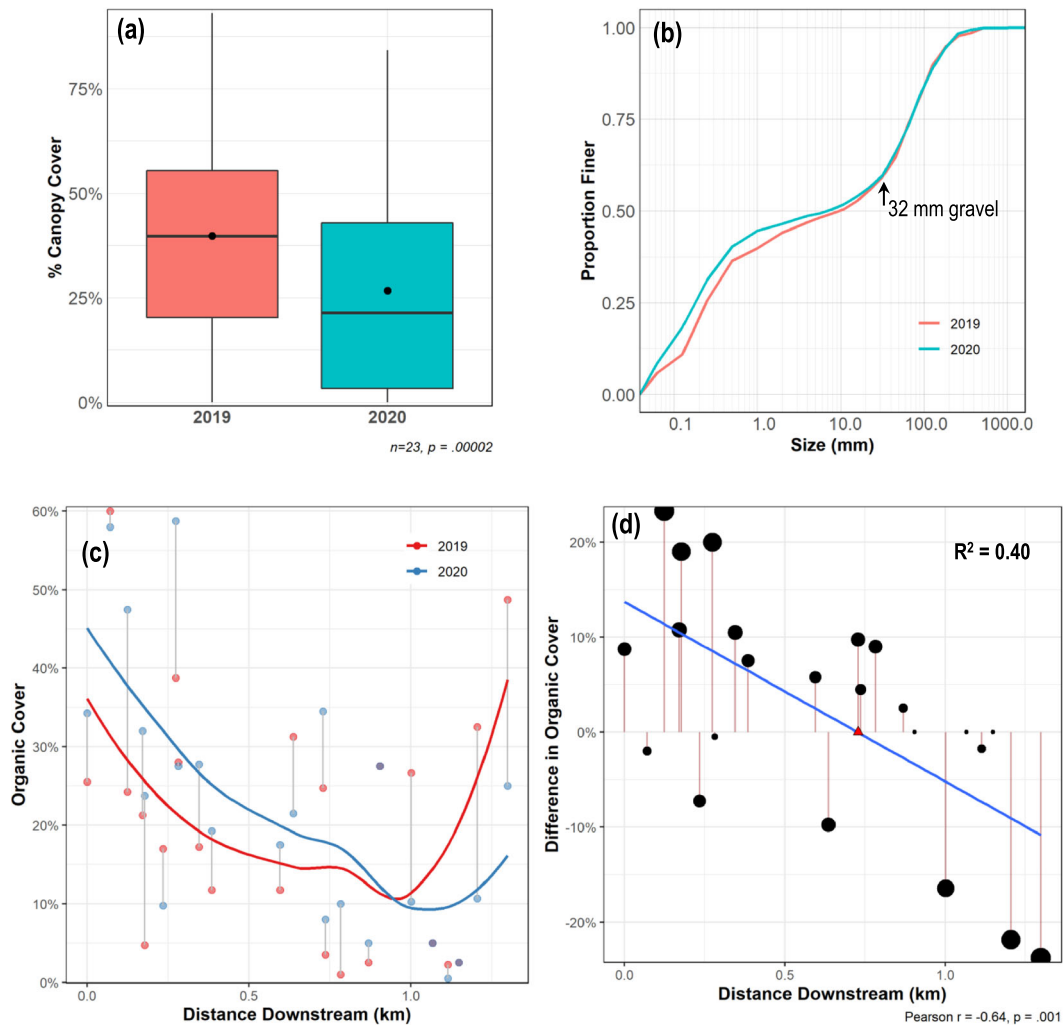 (a)
% Canopy Cover
75%
50%
25%
0%
2019 2020
n=23, p = .00002
(b)
Proportion Finer
1.00
0.75
0.50
0.25
0.00
32 mm gravel
2019
2020
0.1 1.0 10.0 100.0 1000.0
Size (mm)
(c)
Organic Cover
60%
50%
40%
30%
20%
10%
0%
2019
2020
0.0 0.5 1.0
Distance Downstream (km)
(d)
R² = 0.40
Difference in Organic Cover
20%
10%
0%
-10%
-20%
0.0 0.5 1.0
Distance Downstream (km)
Pearson r = -0.64, p = .001